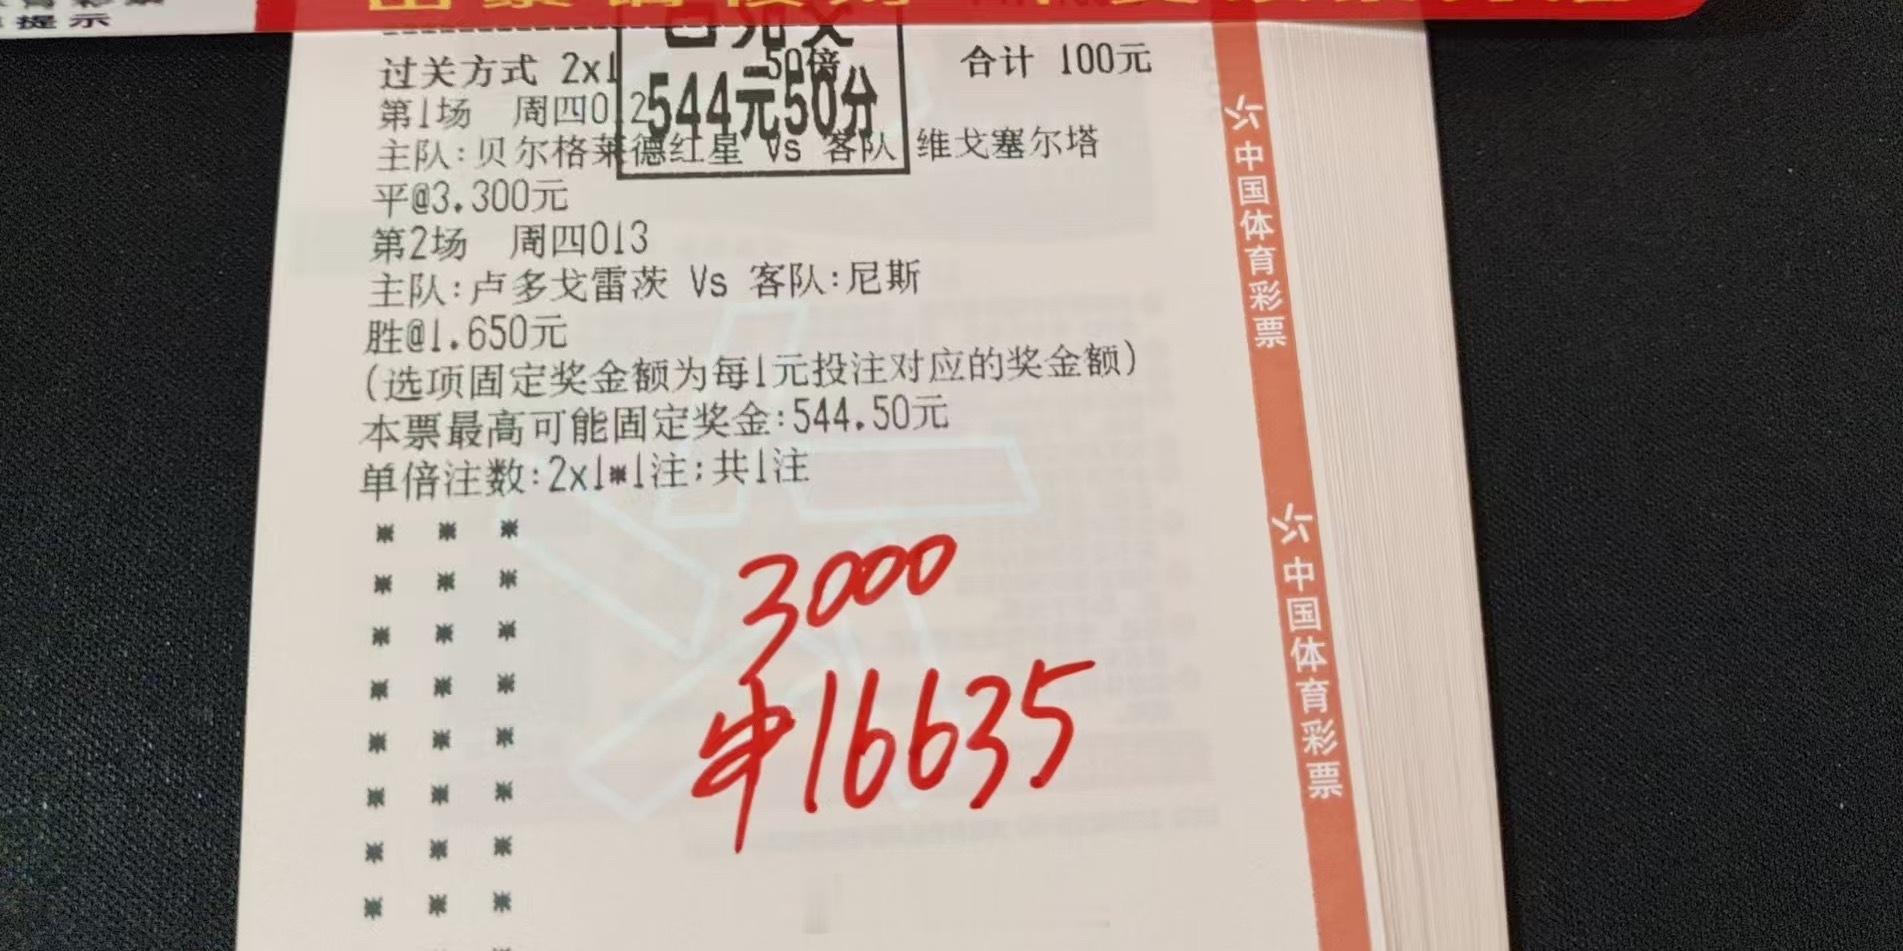 提示
过关方式 2x1 50倍 合计 100元
544元50分
第1场 周四012
主队:贝尔格莱德红星 Vs 客队 维戈塞尔塔
平@3.300元
第2场 周四013
主队:卢多戈雷茨 Vs 客队:尼斯
胜@1.650元
(选项固定奖金额为每1元投注对应的奖金额)
本票最高可能固定奖金:544.50元
单倍注数:2x1*1注;共1注
3000
中16635
中国体育彩票
中国体育彩票